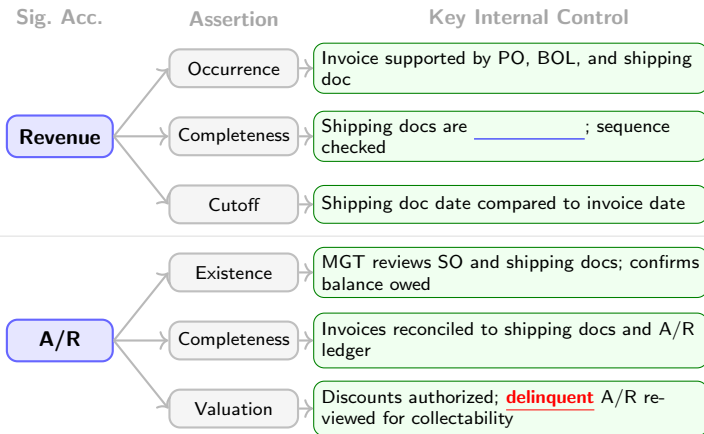 Sig. Acc. Assertion Key Internal Control
Occurrence
Invoice supported by PO, BOL, and shipping
doc
Revenue
Completeness
Shipping docs are __________; sequence
checked
Cutoff
Shipping doc date compared to invoice date
Existence
MGT reviews SO and shipping docs; confirms
balance owed
A/R
Completeness
Invoices reconciled to shipping docs and A/R
ledger
Valuation
Discounts authorized; delinquent A/R re-
viewed for collectability